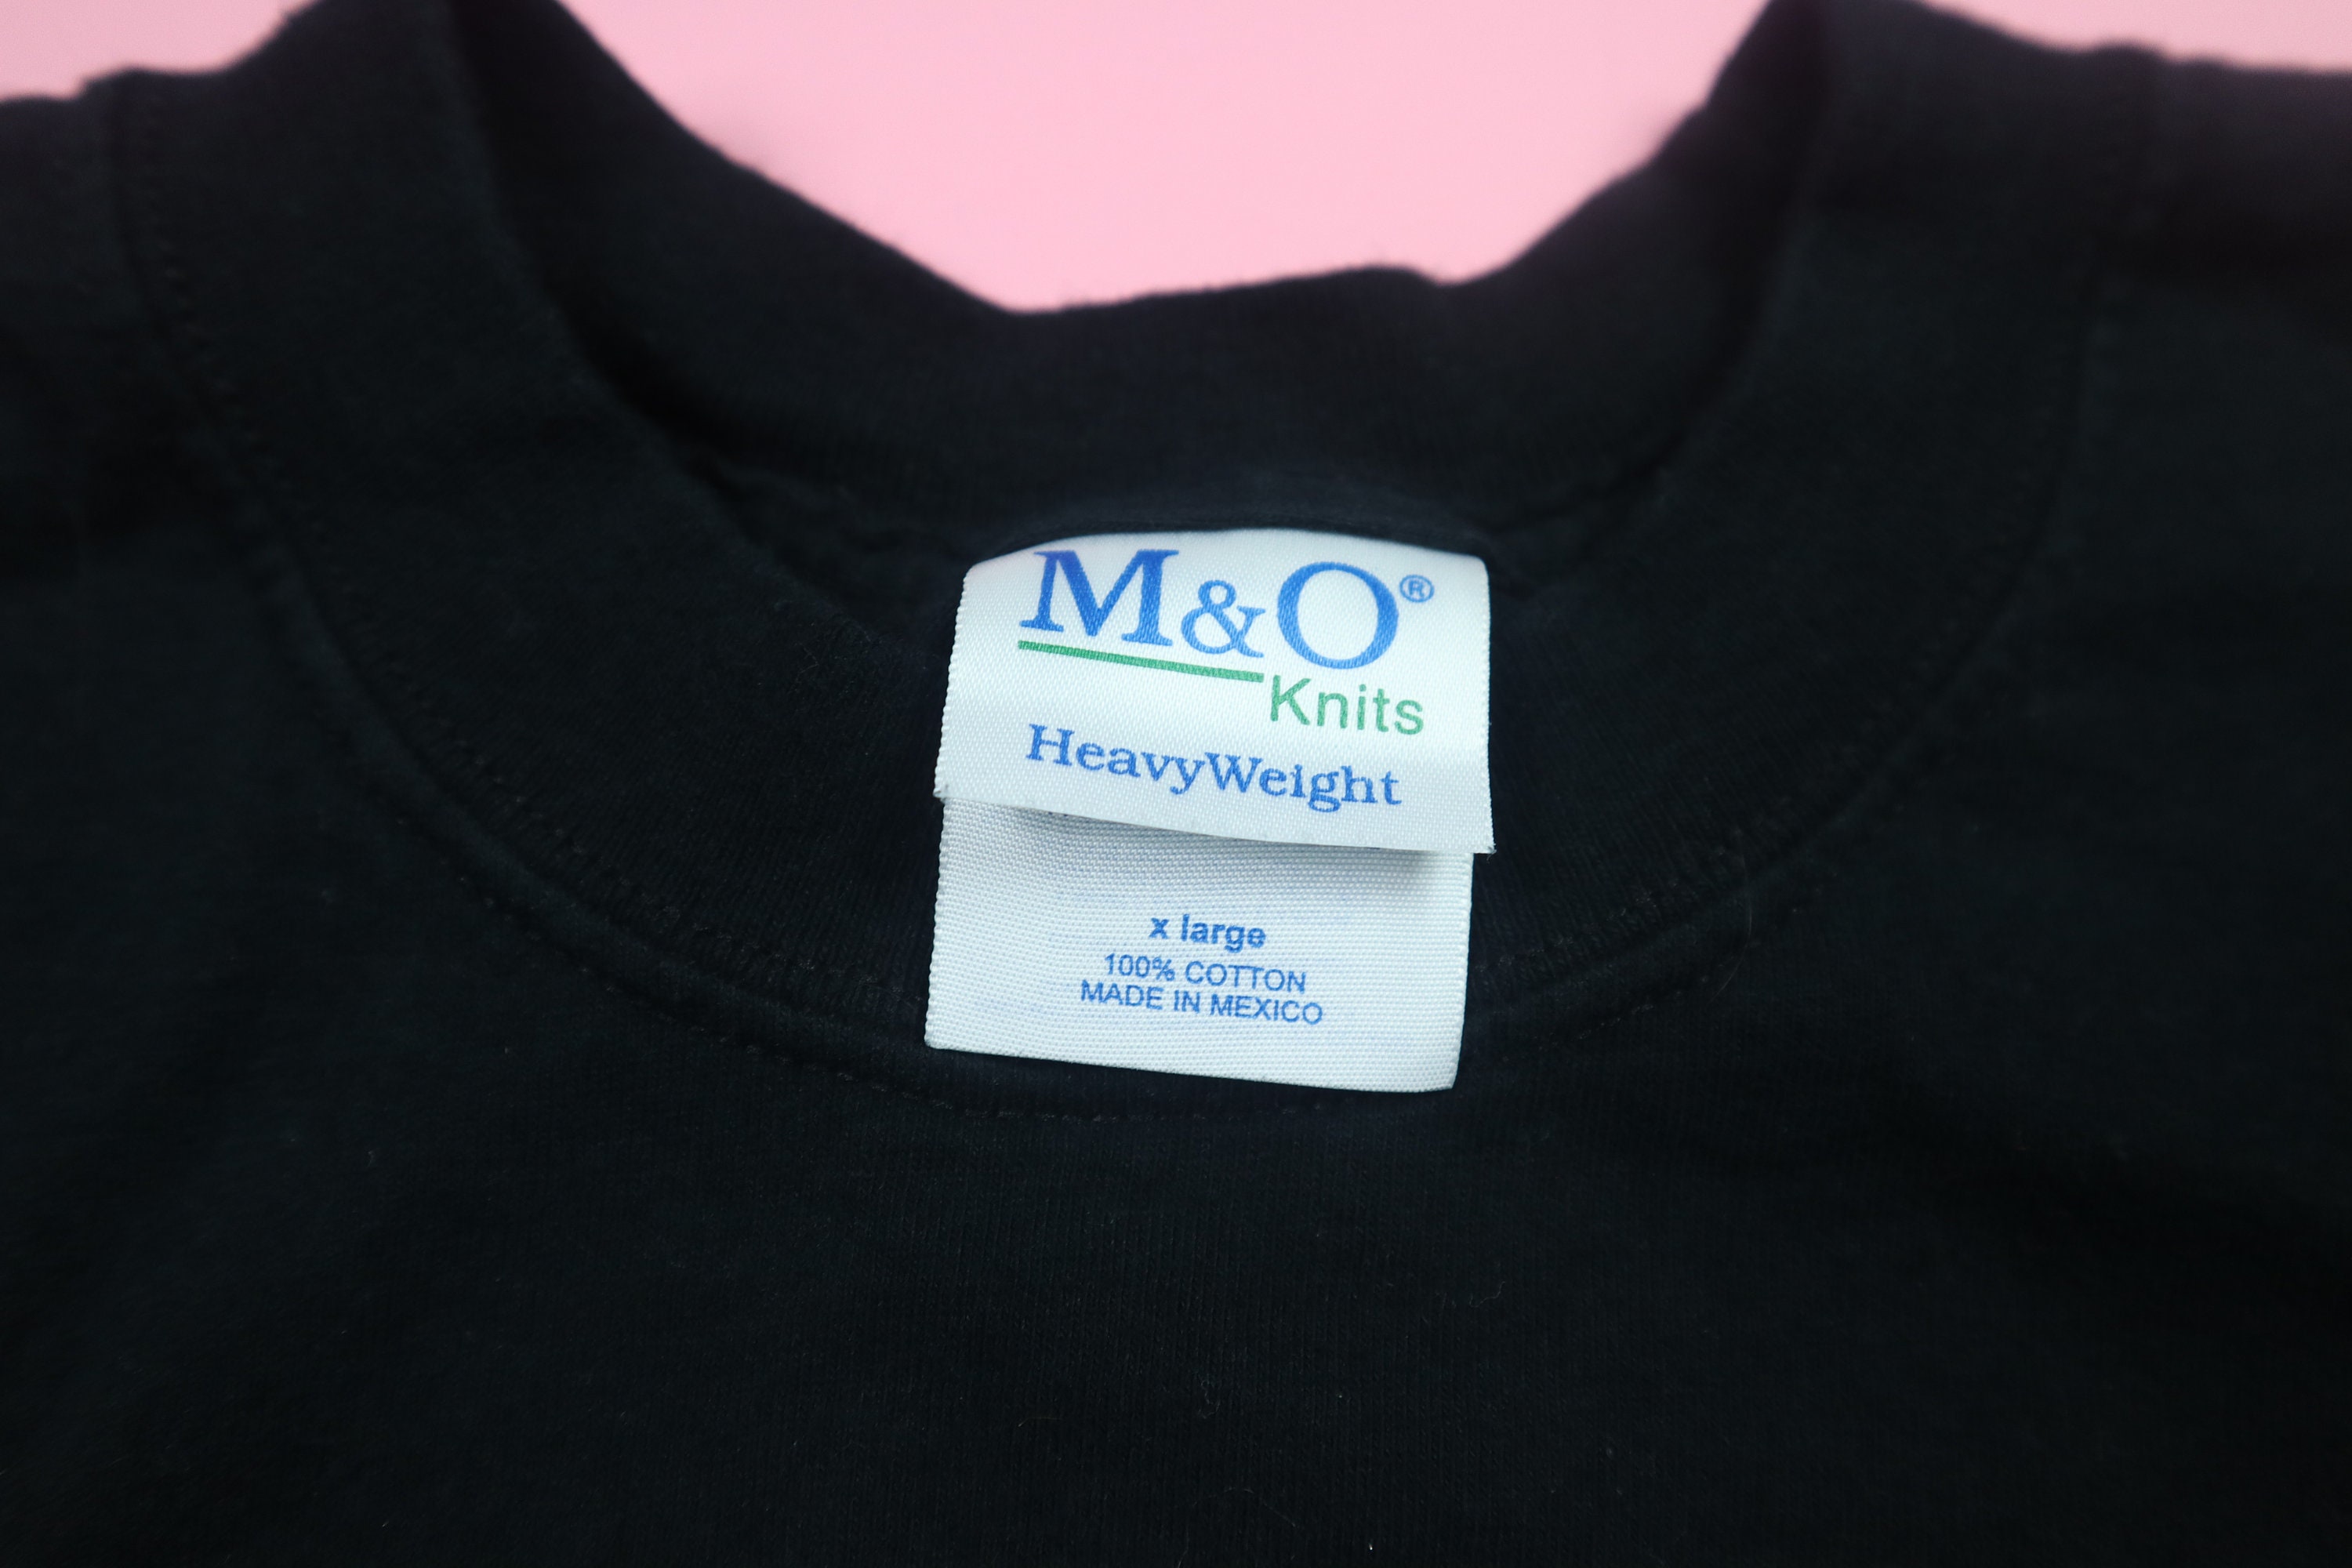 M&O®
Knits
HeavyWeight
x large
100% COTTON
MADE IN MEXICO